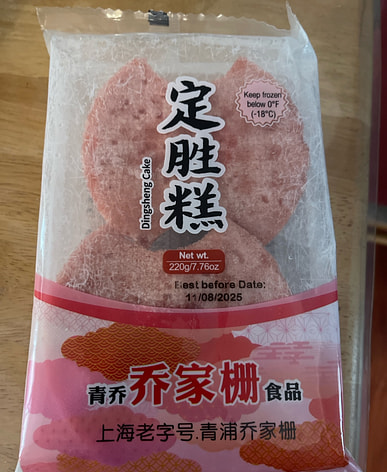 Keep frozen
below 0°F
(-18°C)
定胜糕
Dingsheng Cake
Net wt.
220g/7.76oz
Best before Date:
11/08/2025
青乔 乔家栅 食品
上海老字号.青浦乔家栅